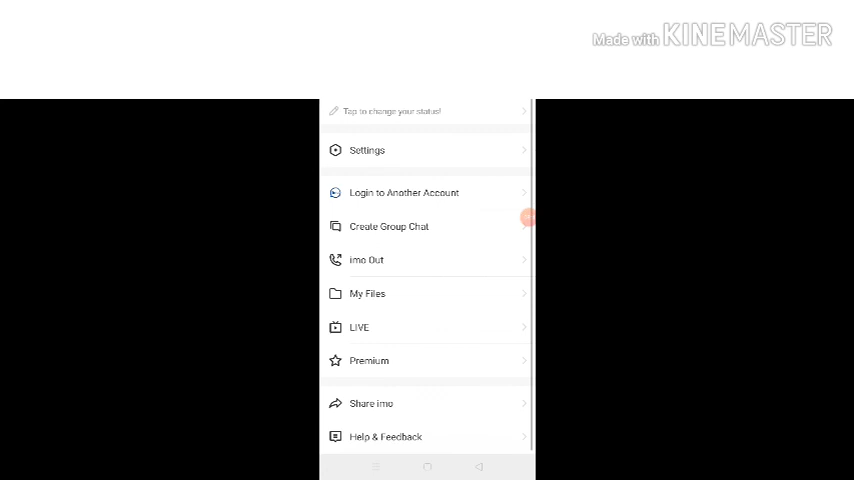 Made with KINEMASTER
Tap to change your status!
Settings
Login to Another Account
Create Group Chat
imo Out
My Files
LIVE
Premium
Share imo
Help & Feedback